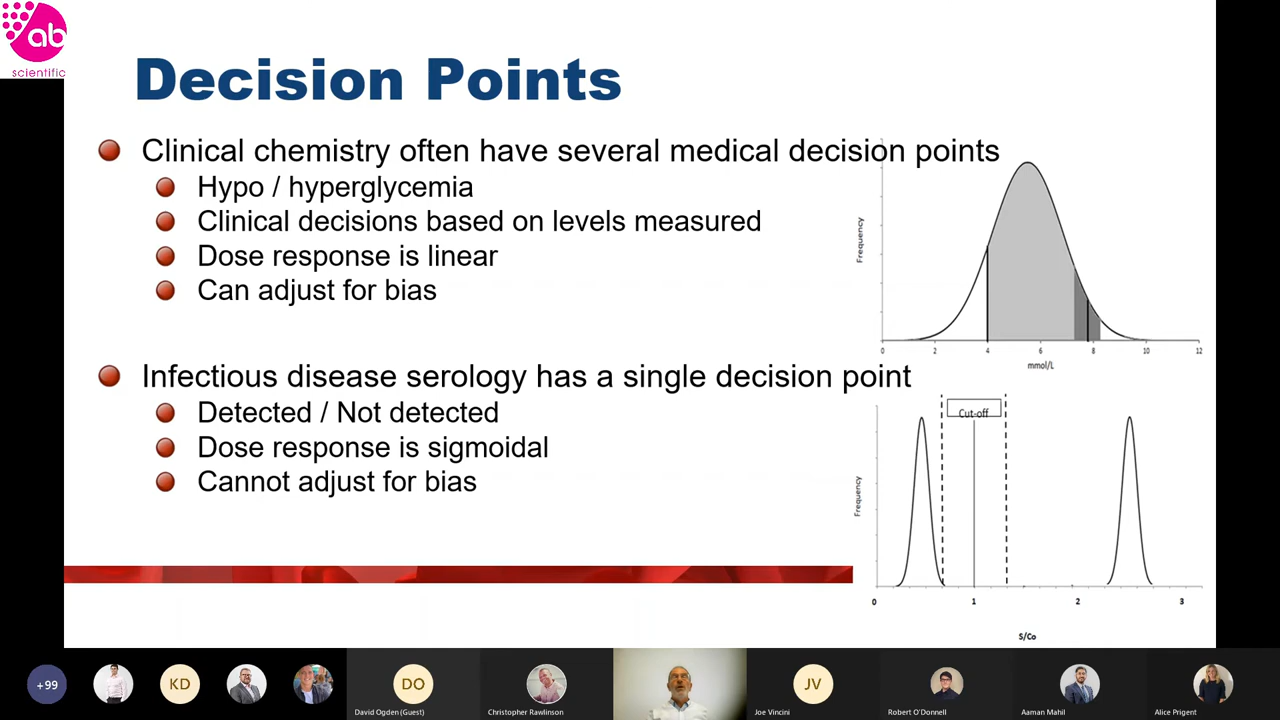 ab
scientific
Decision Points
Clinical chemistry often have several medical decision points
Hypo / hyperglycemia
Clinical decisions based on levels measured
Dose response is linear
Can adjust for bias
Frequency
0 2 4 6 8 10 12
mmol/L
Infectious disease serology has a single decision point
Detected / Not detected
Dose response is sigmoidal
Cannot adjust for bias
Cut-off
Frequency
0 1 2 3
S/Co
+99
KD
DO
JV
David Ogden (Guest)
Christopher Rawlinson
Joe Vincini
Robert O'Donnell
Aaman Mahil
Alice Prigent